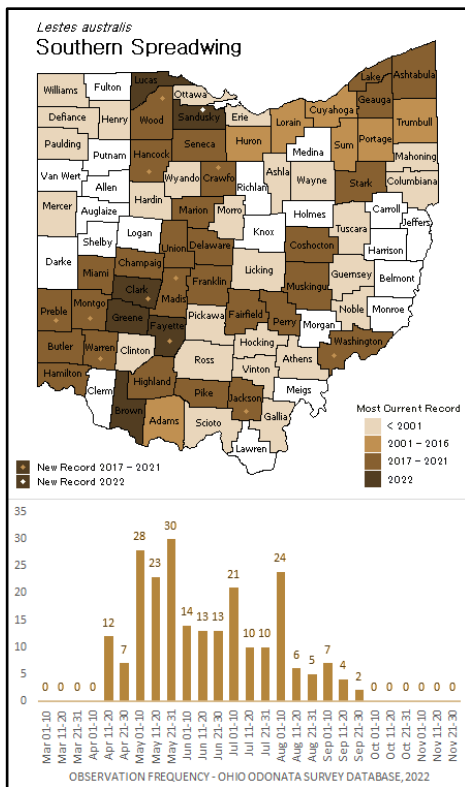 Lestes australis
Southern Spreadwing
Williams Fulton Lucas Ottawa Lake Ashtabula
Defiance Henry Wood Sandusky Erie Lorain Cuyahoga Geauga Trumbull
Paulding Putnam Hancock Seneca Huron Medina Sum Portage Mahoning
Van Wert Allen Wyando Crawfo Richlan Ashla Wayne Stark Columbiana
Mercer Auglaize Hardin Marion Morro Knox Holmes Tuscara Carroll Jeffers
Shelby Logan Union Delaware Coshocton Harrison
Darke Miami Champaig Licking Guernsey Belmont
Clark Madis Franklin Muskingu Noble Monroe
Preble Montgo Greene Fayette Pickawa Fairfield Perry Morgan Washington
Butler Warren Clinton Ross Hocking Athens
Hamilton Clerm Highland Vinton Meigs
Brown Adams Pike Jackson Gallia
Scioto Lawren
Most Current Record
< 2001
2001 - 2016
2017 - 2021
2022
New Record 2017 - 2021
New Record 2022
35
30
25
20
15
10
5
0
0 0 0 0 12 7 28 23 30 14 13 13 21 10 10 24 6 5 7 4 2 0 0 0 0 0 0
Mar 01-10
Mar 11-20
Mar 21-31
Apr 01-10
Apr 11-20
Apr 21-30
May 01-10
May 11-20
May 21-31
Jun 01-10
Jun 11-20
Jun 21-30
Jul 01-10
Jul 11-20
Jul 21-31
Aug 01-10
Aug 11-20
Aug 21-31
Sep 01-10
Sep 11-20
Sep 21-30
Oct 01-10
Oct 11-20
Oct 21-31
Nov 01-10
Nov 11-20
Nov 21-30
OBSERVATION FREQUENCY - OHIO ODONATA SURVEY DATABASE, 2022